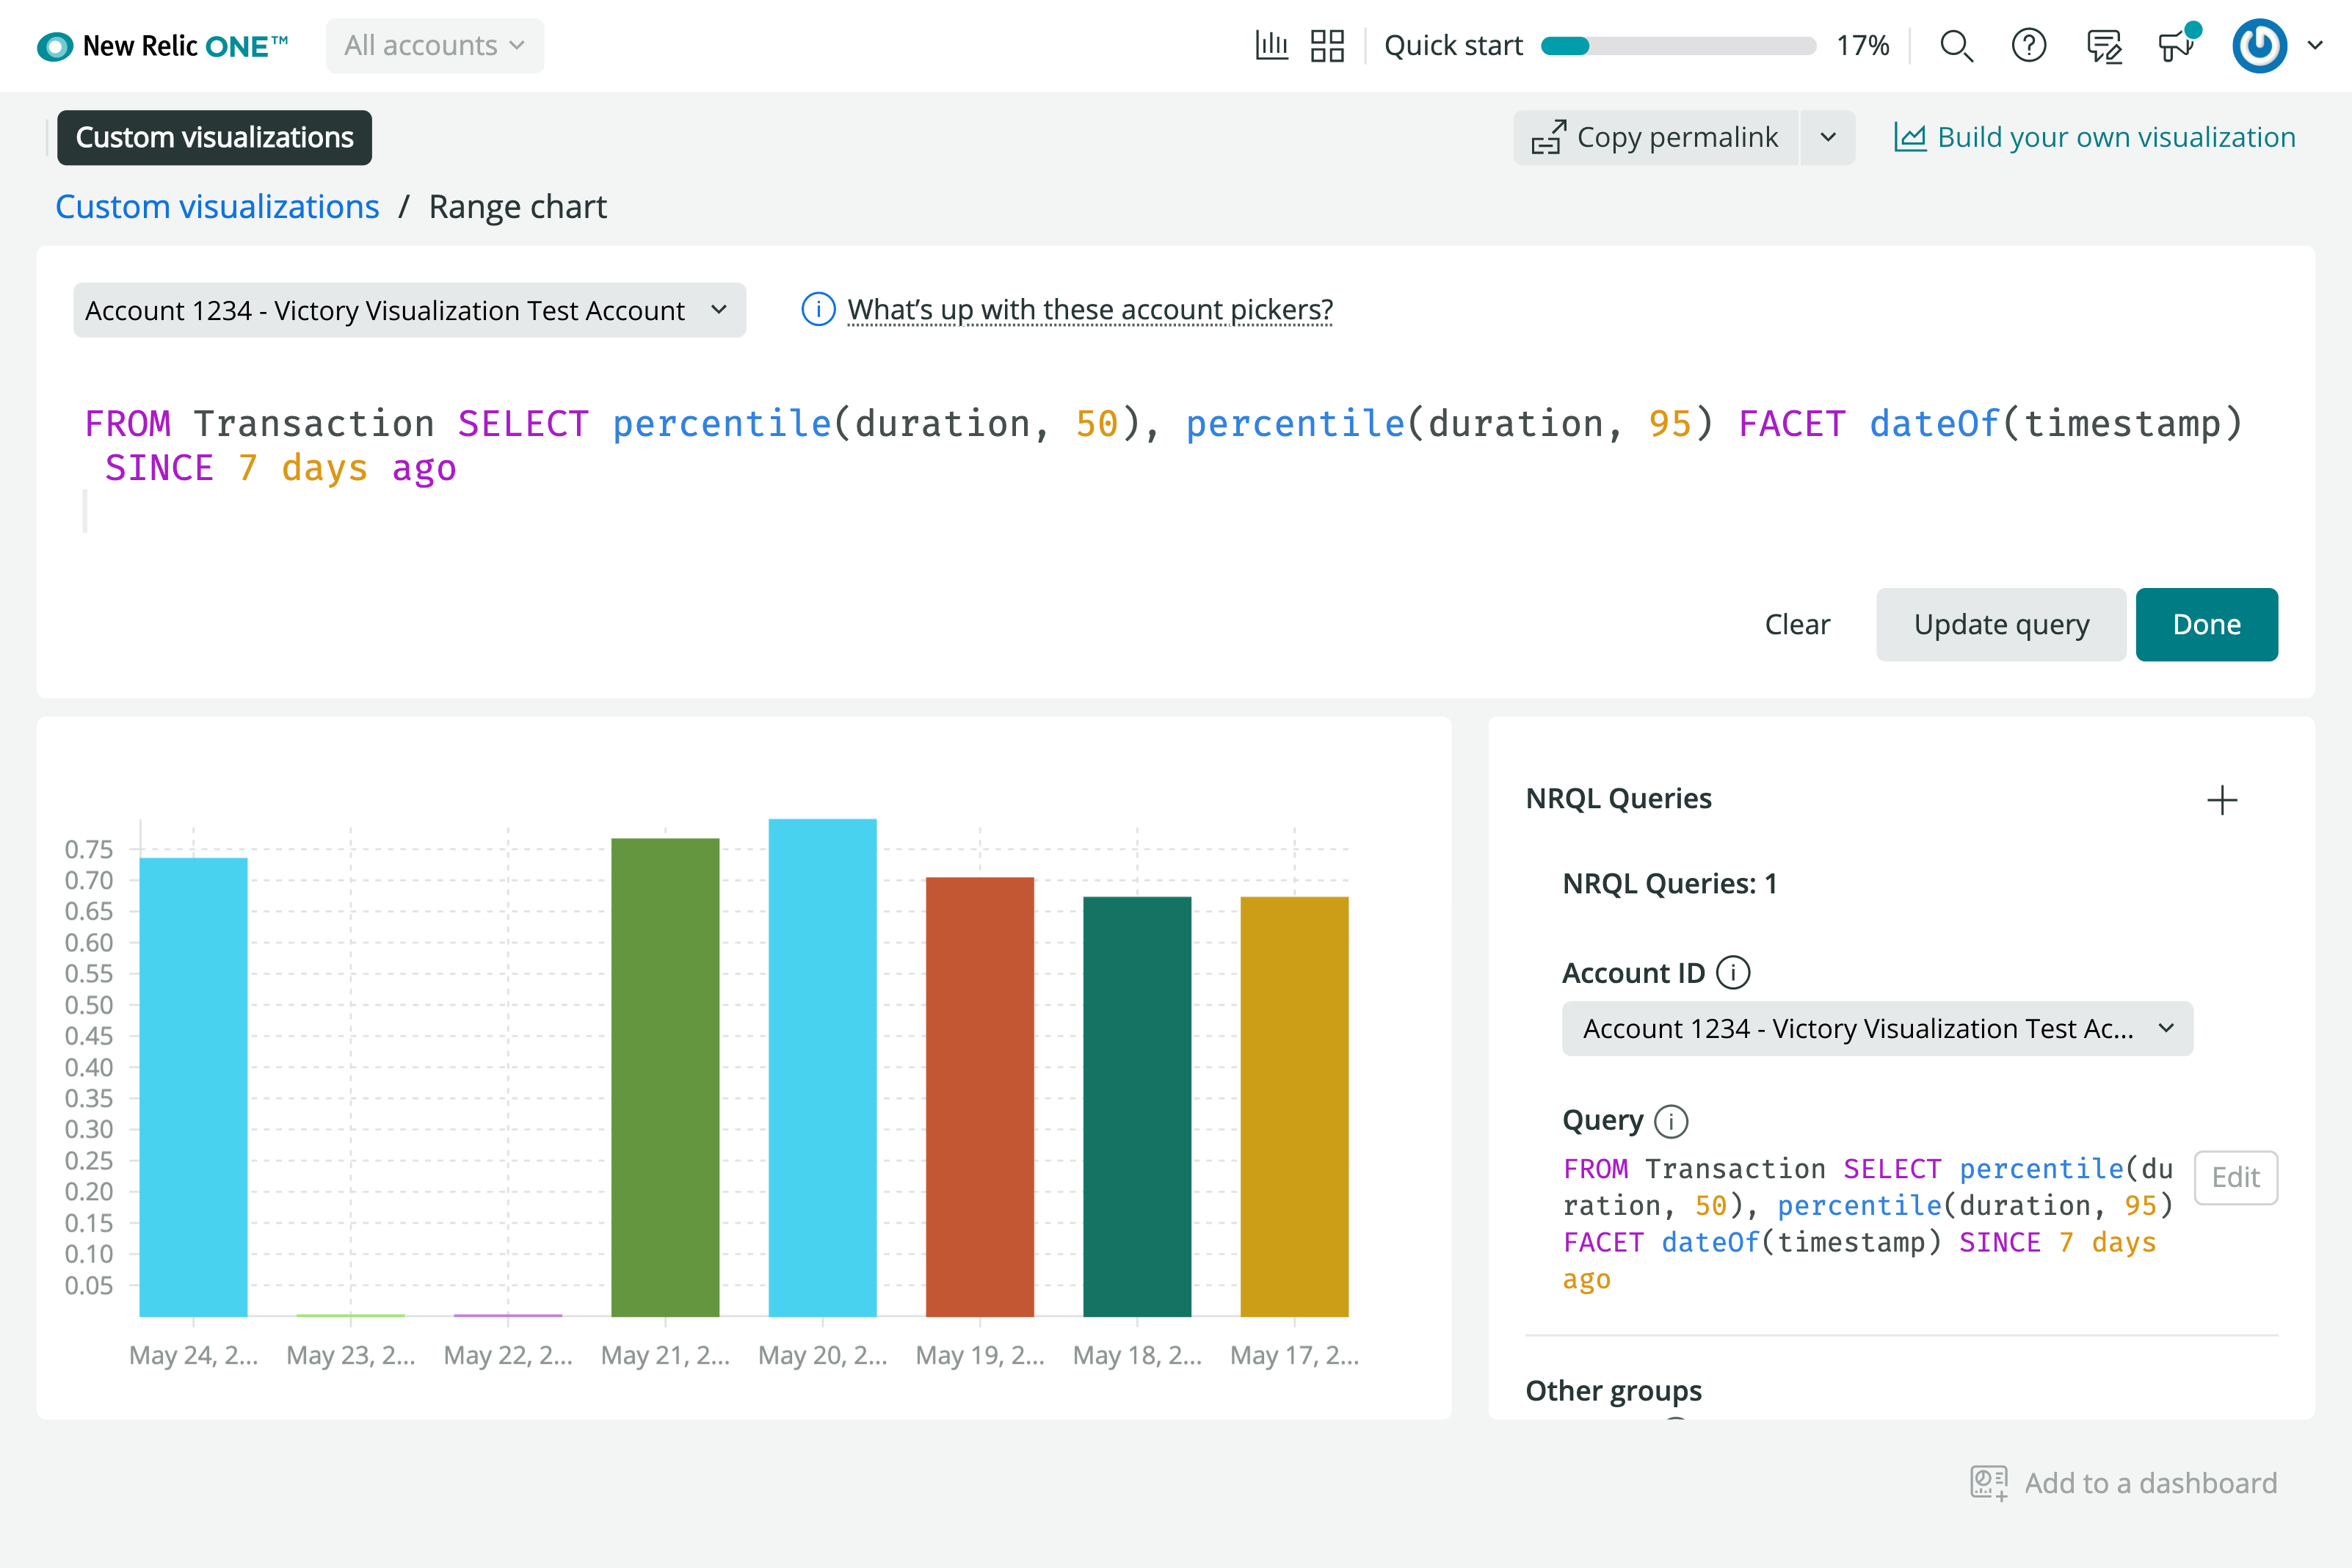 New Relic ONE™ All accounts Quick start 17%
Custom visualizations Copy permalink Build your own visualization
Custom visualizations / Range chart
Account 1234 - Victory Visualization Test Account What’s up with these account pickers?
FROM Transaction SELECT percentile(duration, 50), percentile(duration, 95) FACET dateOf(timestamp)
SINCE 7 days ago
Clear Update query Done
0.75
0.70
0.65
0.60
0.55
0.50
0.45
0.40
0.35
0.30
0.25
0.20
0.15
0.10
0.05
May 24, 2... May 23, 2... May 22, 2... May 21, 2... May 20, 2... May 19, 2... May 18, 2... May 17, 2...
NRQL Queries
NRQL Queries: 1
Account ID
Account 1234 - Victory Visualization Test Ac...
Query
FROM Transaction SELECT percentile(du
ration, 50), percentile(duration, 95)
FACET dateOf(timestamp) SINCE 7 days
ago
Edit
Other groups
Add to a dashboard